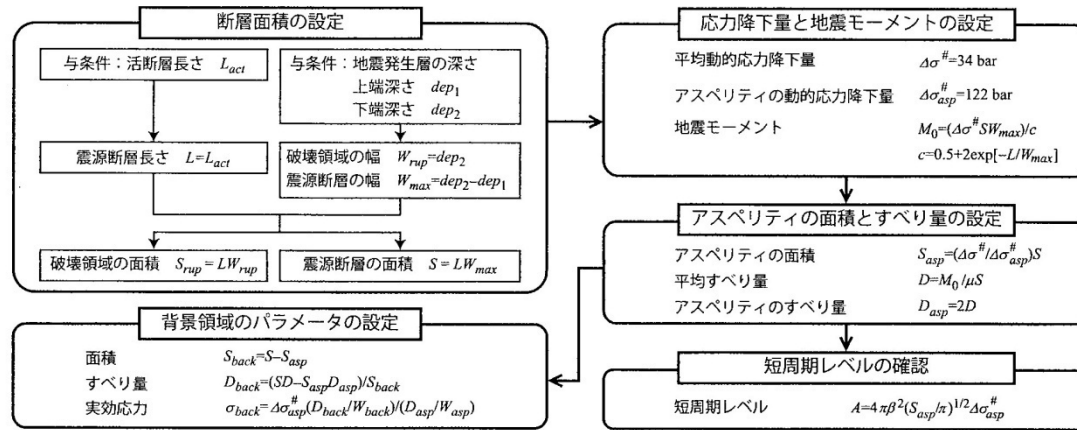 断層面積の設定
与条件：活断層長さ L_act
与条件：地震発生層の深さ
上端深さ dep₁
下端深さ dep₂
震源断層長さ L=L_act
破壊領域の幅 W_rup=dep₂
震源断層の幅 W_max=dep₂–dep₁
破壊領域の面積 S_rup=LW_rup
震源断層の面積 S=LW_max
応力降下量と地震モーメントの設定
平均動的応力降下量 Δσ^#=34 bar
アスペリティの動的応力降下量 Δσ^#_asp=122 bar
地震モーメント M₀=(Δσ^#SW_max)/c
c=0.5+2exp[–L/W_max]
アスペリティの面積とすべり量の設定
アスペリティの面積 S_asp=(Δσ^#/Δσ^#_asp)S
平均すべり量 D=M₀/μS
アスペリティのすべり量 D_asp=2D
背景領域のパラメータの設定
面積 S_back=S–S_asp
すべり量 D_back=(SD–S_aspD_asp)/S_back
実効応力 σ_back=Δσ^#_asp(D_back/W_back)/(D_asp/W_asp)
短周期レベルの確認
短周期レベル A=4πβ²(S_asp/π)^1/2Δσ^#_asp